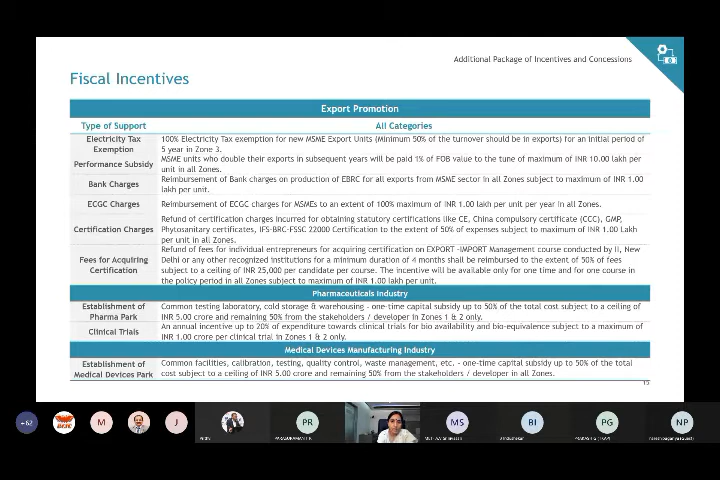 Additional Package of Incentives and Concessions
Fiscal Incentives
Export Promotion
Type of Support
All Categories
Electricity Tax
Exemption
100% Electricity Tax exemption for new MSME Export Units (Minimum 50% of the turnover should be in exports) for an initial period of
5 year in Zone 3.
Performance Subsidy
MSME units who double their exports in subsequent years will be paid 1% of FOB value to the tune of maximum of INR 10.00 lakh per
unit in all Zones.
Bank Charges
Reimbursement of Bank charges on production of EBRC for all exports from MSME sector in all Zones subject to maximum of INR 1.00
lakh per unit.
ECGC Charges
Reimbursement of ECGC charges for MSMEs to an extent of 100% maximum of INR 1.00 lakh per unit per year in all Zones.
Certification Charges
Refund of certification charges incurred for obtaining statutory certifications like CE, China compulsory certificate (CCC), GMP,
Phytosanitary certificates, IFS-BRC-FSSC 22000 Certification to the extent of 50% of expenses subject to maximum of INR 1.00 Lakh
per unit in all Zones.
Fees for Acquiring
Certification
Refund of fees for individual entrepreneurs for acquiring certification on EXPORT -IMPORT Management course conducted by II, New
Delhi or any other recognized institutions for a minimum duration of 4 months shall be reimbursed to the extent of 50% of fees
subject to a ceiling of INR 25,000 per candidate per course. The incentive will be available only for one time and for one course in
the policy period in all Zones subject to maximum of INR 1.00 lakh per unit.
Pharmaceuticals Industry
Establishment of
Pharma Park
Common testing laboratory, cold storage & warehousing - one-time capital subsidy up to 50% of the total cost subject to a ceiling of
INR 5.00 crore and remaining 50% from the stakeholders / developer in Zones 1 & 2 only.
Clinical Trials
An annual incentive up to 20% of expenditure towards clinical trials for bio availability and bio-equivalence subject to a maximum of
INR 1.00 crore per clinical trial in Zones 1 & 2 only.
Medical Devices Manufacturing Industry
Establishment of
Medical Devices Park
Common facilities, calibration, testing, quality control, waste management, etc. - one-time capital subsidy up to 50% of the total
cost subject to a ceiling of INR 5.00 crore and remaining 50% from the stakeholders / developer in all Zones.
+62
M
J
PR
MS
BI
PG
NP